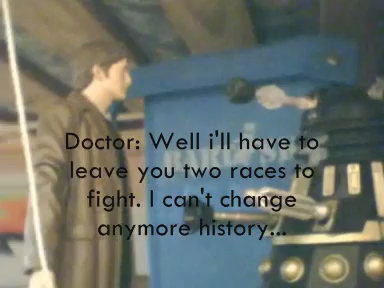 Doctor: Well i'll have to
leave you two races to
fight. I can't change
anymore history...